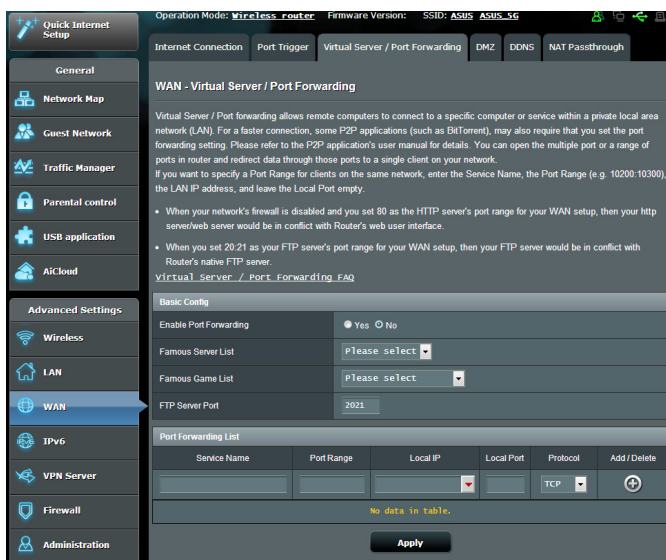 Quick Internet
Setup
General
Network Map
Guest Network
Traffic Manager
Parental control
USB application
AiCloud
Advanced Settings
Wireless
LAN
WAN
IPv6
VPN Server
Firewall
Administration
Operation Mode: Wireless router Firmware Version: SSID: ASUS ASUS_5G
Internet Connection Port Trigger Virtual Server / Port Forwarding DMZ DDNS NAT Passthrough
WAN - Virtual Server / Port Forwarding
Virtual Server / Port forwarding allows remote computers to connect to a specific computer or service within a private local area
network (LAN). For a faster connection, some P2P applications (such as BitTorrent), may also require that you set the port
forwarding setting. Please refer to the P2P application's user manual for details. You can open the multiple port or a range of
ports in router and redirect data through those ports to a single client on your network.
If you want to specify a Port Range for clients on the same network, enter the Service Name, the Port Range (e.g. 10200:10300),
the LAN IP address, and leave the Local Port empty.
• When your network's firewall is disabled and you set 80 as the HTTP server's port range for your WAN setup, then your http
server/web server would be in conflict with Router's web user interface.
• When you set 20:21 as your FTP server's port range for your WAN setup, then your FTP server would be in conflict with
Router's native FTP server.
Virtual Server / Port Forwarding FAQ
Basic Config
Enable Port Forwarding Yes No
Famous Server List Please select
Famous Game List Please select
FTP Server Port 2021
Port Forwarding List
Service Name Port Range Local IP Local Port Protocol Add / Delete
TCP
No data in table.
Apply